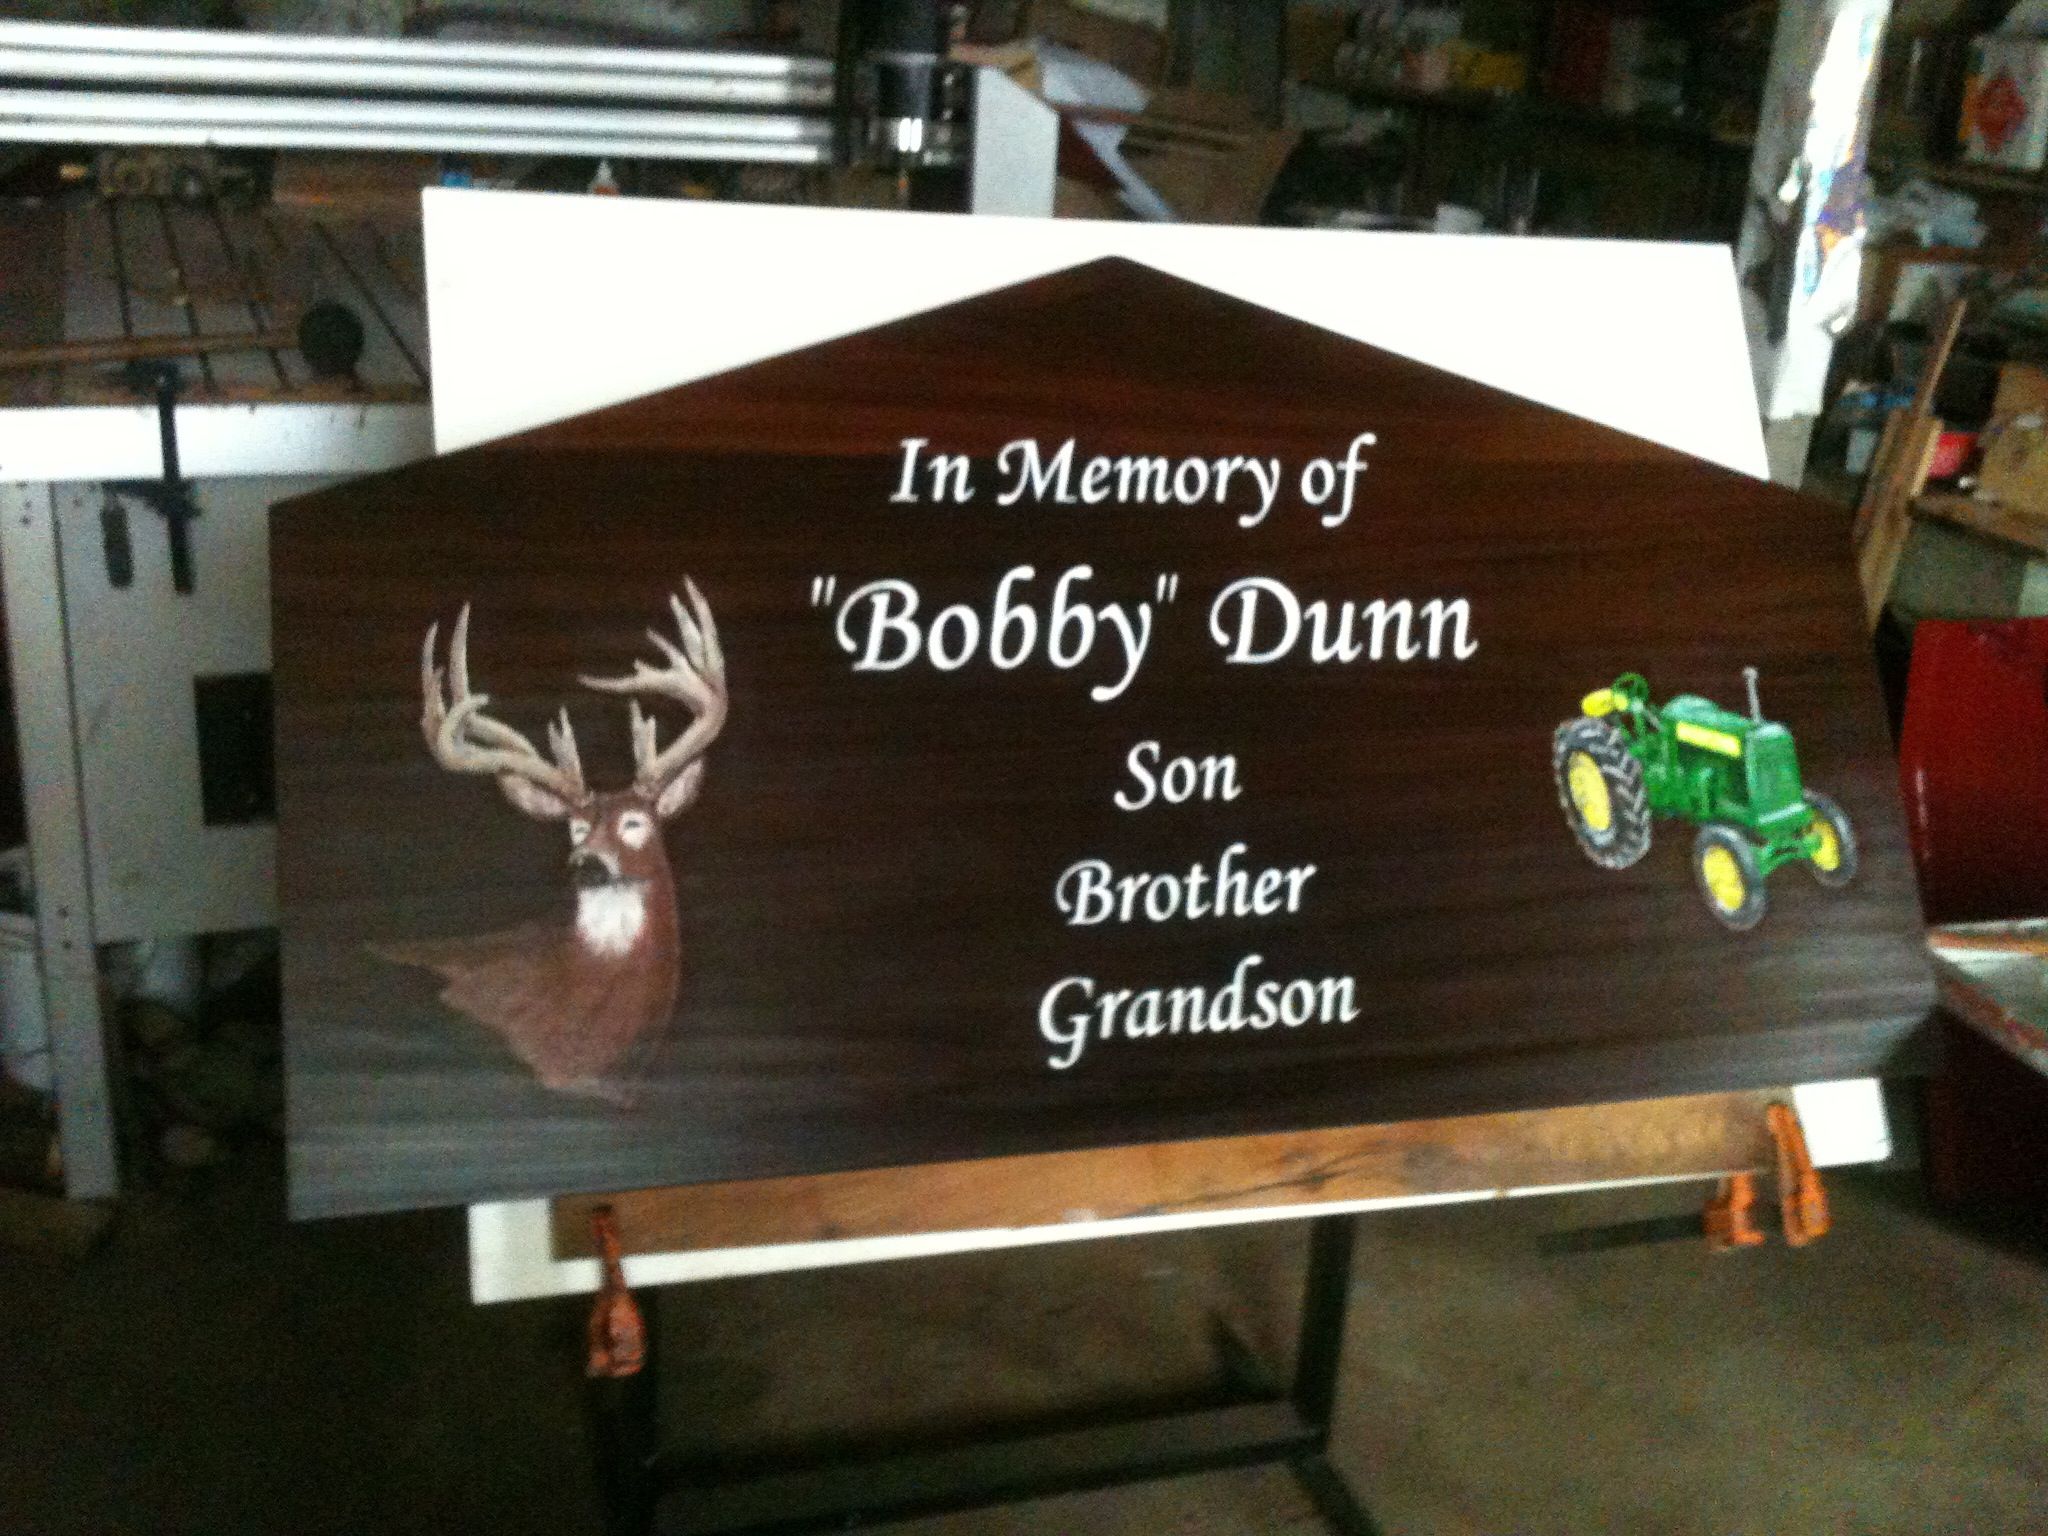 In Memory of
"Bobby" Dunn
Son
Brother
Grandson